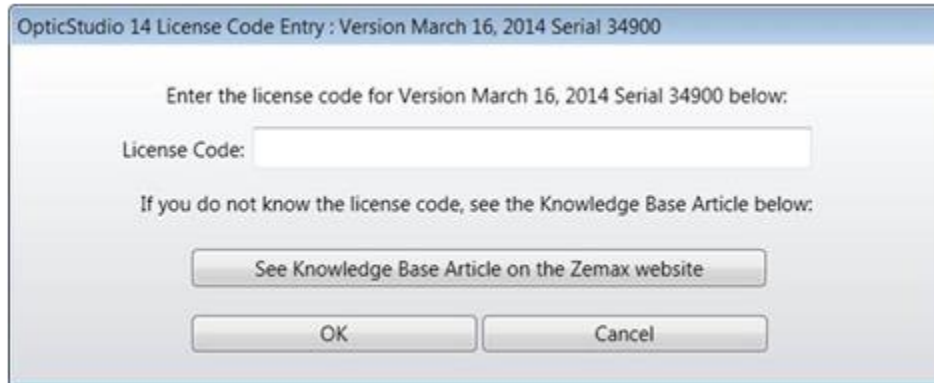 OpticStudio 14 License Code Entry : Version March 16, 2014 Serial 34900
Enter the license code for Version March 16, 2014 Serial 34900 below:
License Code:
If you do not know the license code, see the Knowledge Base Article below:
See Knowledge Base Article on the Zemax website
OK Cancel